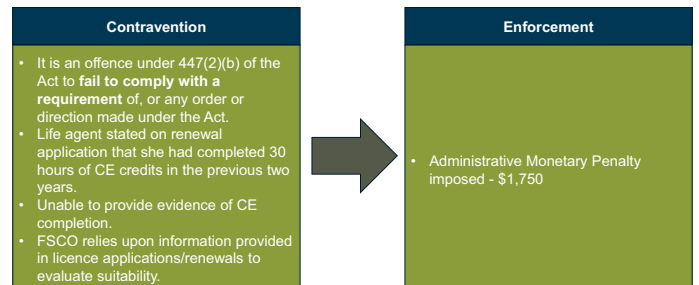 Contravention
• It is an offence under 447(2)(b) of the
Act to fail to comply with a
requirement of, or any order or
direction made under the Act.
• Life agent stated on renewal
application that she had completed 30
hours of CE credits in the previous two
years.
• Unable to provide evidence of CE
completion.
• FSCO relies upon information provided
in licence applications/renewals to
evaluate suitability.
Enforcement
• Administrative Monetary Penalty
imposed - $1,750